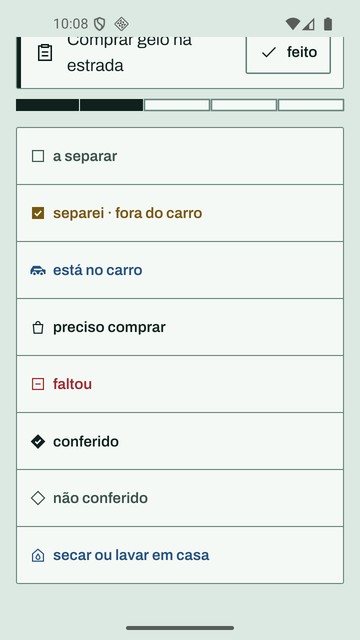 10:08
Comprar gelo na
estrada
feito
a separar
separei · fora do carro
está no carro
preciso comprar
faltou
conferido
não conferido
secar ou lavar em casa